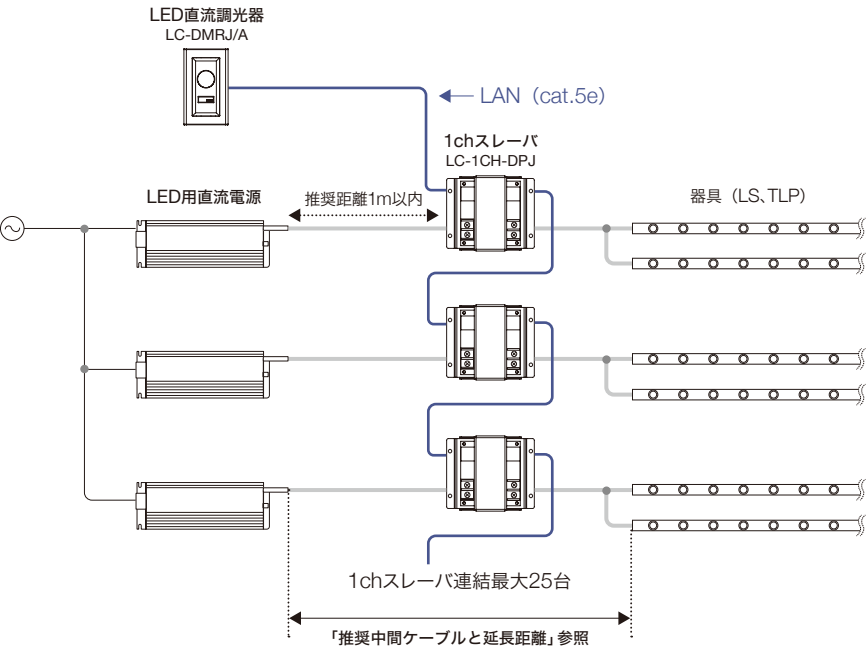 LED直流調光器
LC-DMRJ/A
LAN（cat.5e）
1chスレーバ
LC-1CH-DPJ
LED用直流電源
推奨距離1m以内
器具（LS、TLP）
1chスレーバ連結最大25台
「推奨中間ケーブルと延長距離」参照